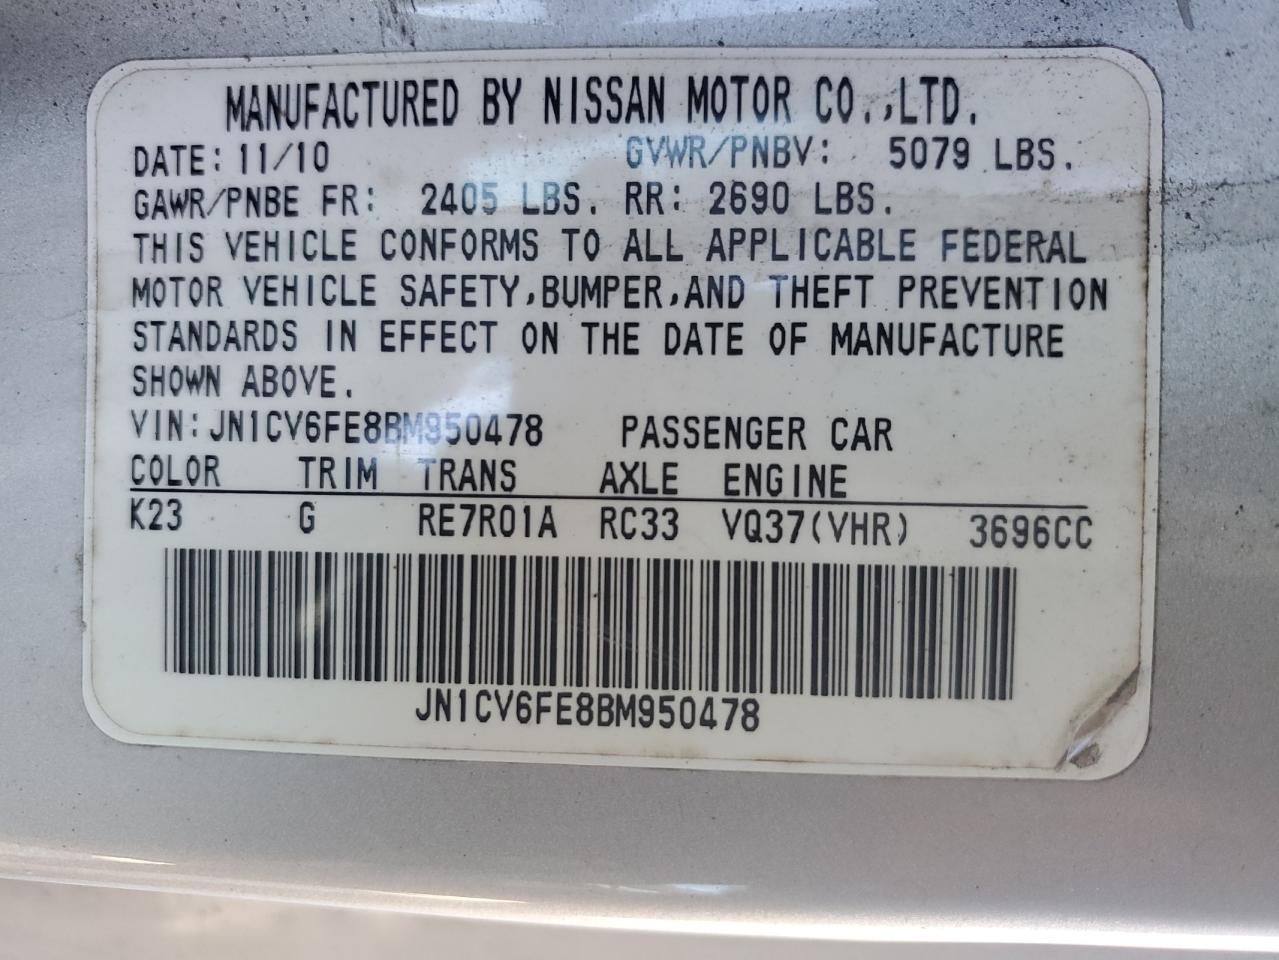 MANUFACTURED BY NISSAN MOTOR CO.,LTD.
DATE: 11/10 GVWR/PNBV: 5079 LBS.
GAWR/PNBE FR: 2405 LBS. RR: 2690 LBS.
THIS VEHICLE CONFORMS TO ALL APPLICABLE FEDERAL
MOTOR VEHICLE SAFETY,BUMPER,AND THEFT PREVENTION
STANDARDS IN EFFECT ON THE DATE OF MANUFACTURE
SHOWN ABOVE.
VIN: JN1CV6FE8BM950478 PASSENGER CAR
COLOR TRIM TRANS AXLE ENGINE
K23 G RE7R01A RC33 VQ37(VHR) 3696CC
JN1CV6FE8BM950478